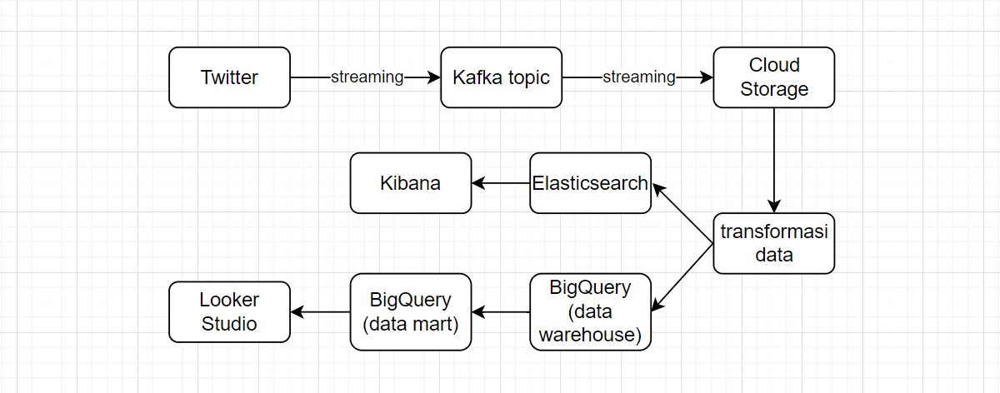 Twitter
streaming
Kafka topic
streaming
Cloud
Storage
Kibana
Elasticsearch
transformasi
data
Looker
Studio
BigQuery
(data mart)
BigQuery
(data
warehouse)